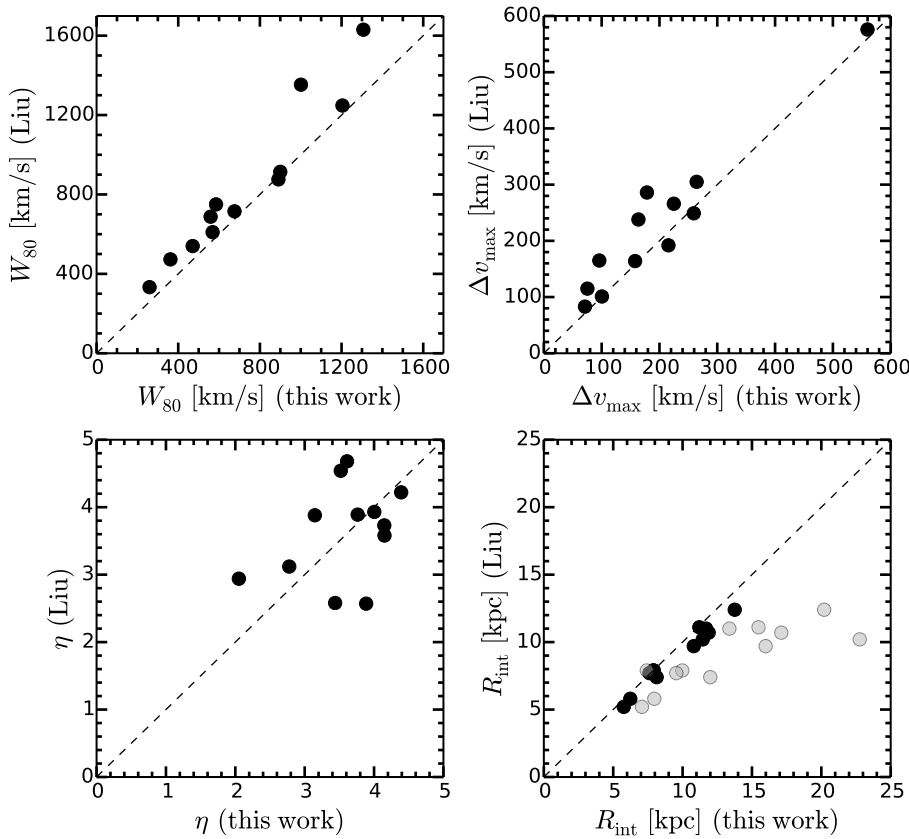 1600
1200
800
400
0
W80 [km/s] (Liu)
0 400 800 1200 1600
W80 [km/s] (this work)
600
500
400
300
200
100
0
Δvmax [km/s] (Liu)
0 100 200 300 400 500 600
Δvmax [km/s] (this work)
5
4
3
2
1
0
η (Liu)
0 1 2 3 4 5
η (this work)
25
20
15
10
5
0
Rint [kpc] (Liu)
0 5 10 15 20 25
Rint [kpc] (this work)